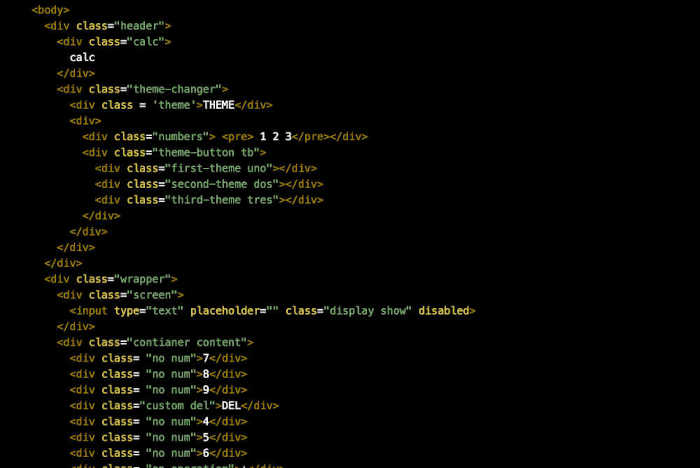 <body>
<div class="header">
<div class="calc">
calc
</div>
<div class="theme-changer">
<div class = 'theme'>THEME</div>
<div>
<div class="numbers"> <pre> 1 2 3</pre></div>
<div class="theme-button tb">
<div class="first-theme uno"></div>
<div class="second-theme dos"></div>
<div class="third-theme tres"></div>
</div>
</div>
</div>
</div>
<div class="wrapper">
<div class="screen">
<input type="text" placeholder="" class="display show" disabled>
</div>
<div class="contianer content">
<div class= "no num">7</div>
<div class= "no num">8</div>
<div class= "no num">9</div>
<div class="custom del">DEL</div>
<div class= "no num">4</div>
<div class= "no num">5</div>
<div class= "no num">6</div>